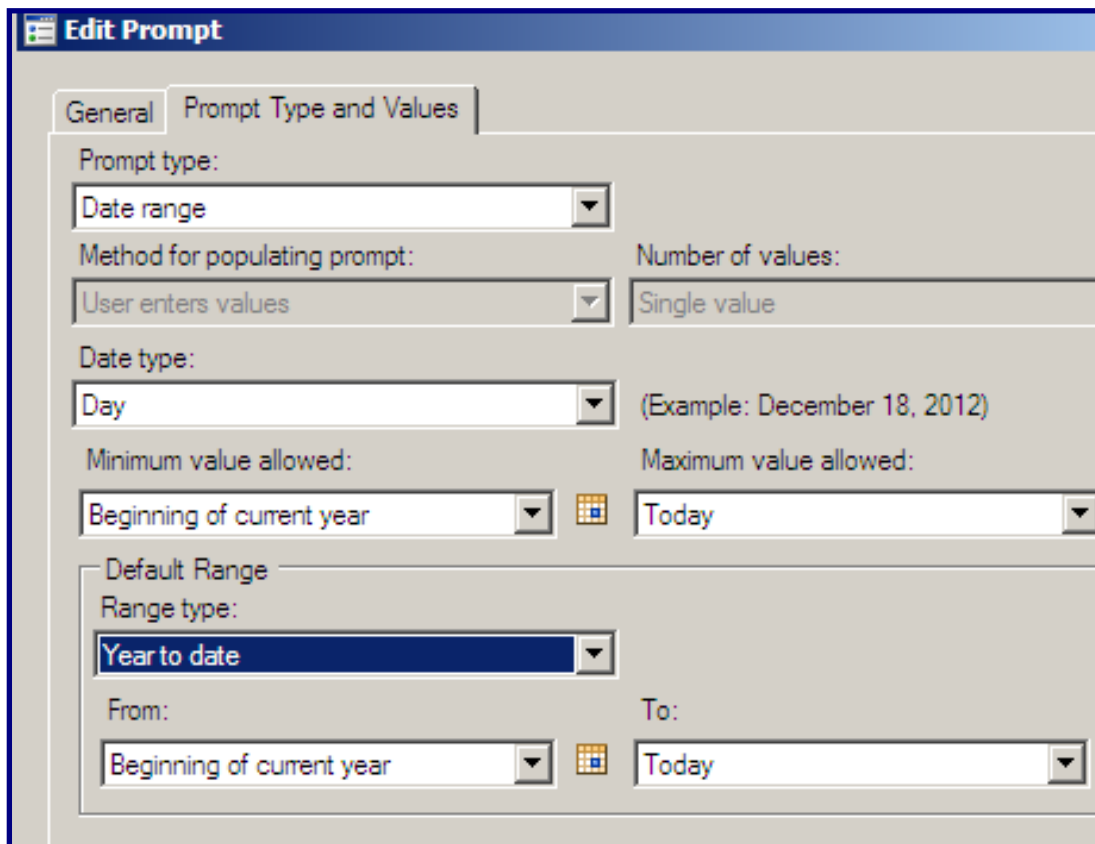 Edit Prompt
General Prompt Type and Values
Prompt type:
Date range
Method for populating prompt: Number of values:
User enters values Single value
Date type:
Day (Example: December 18, 2012)
Minimum value allowed: Maximum value allowed:
Beginning of current year Today
Default Range
Range type:
Year to date
From: To:
Beginning of current year Today